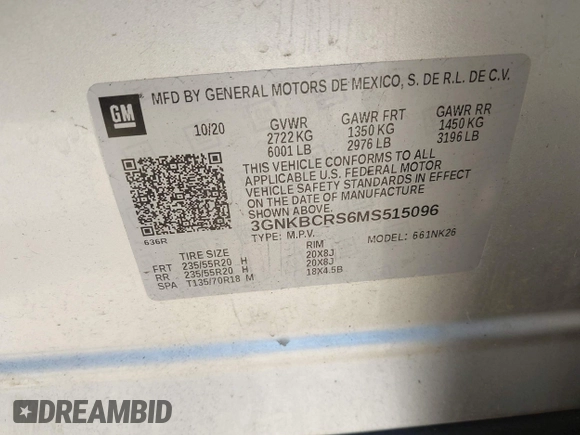 GM
MFD BY GENERAL MOTORS DE MEXICO, S. DE R.L. DE C.V.
10/20 GVWR GAWR FRT GAWR RR
2722 KG 1350 KG 1450 KG
6001 LB 2976 LB 3196 LB
THIS VEHICLE CONFORMS TO ALL
APPLICABLE U.S. FEDERAL MOTOR
VEHICLE SAFETY STANDARDS IN EFFECT
ON THE DATE OF MANUFACTURE
SHOWN ABOVE.
3GNKBCRS6MS515096
636R TYPE: M.P.V. MODEL: 661NK26
TIRE SIZE RIM
FRT 235/55R20 H 20X8J
RR 235/55R20 H 20X8J
SPA T135/70R18 M 18X4.5B
DREAMBID